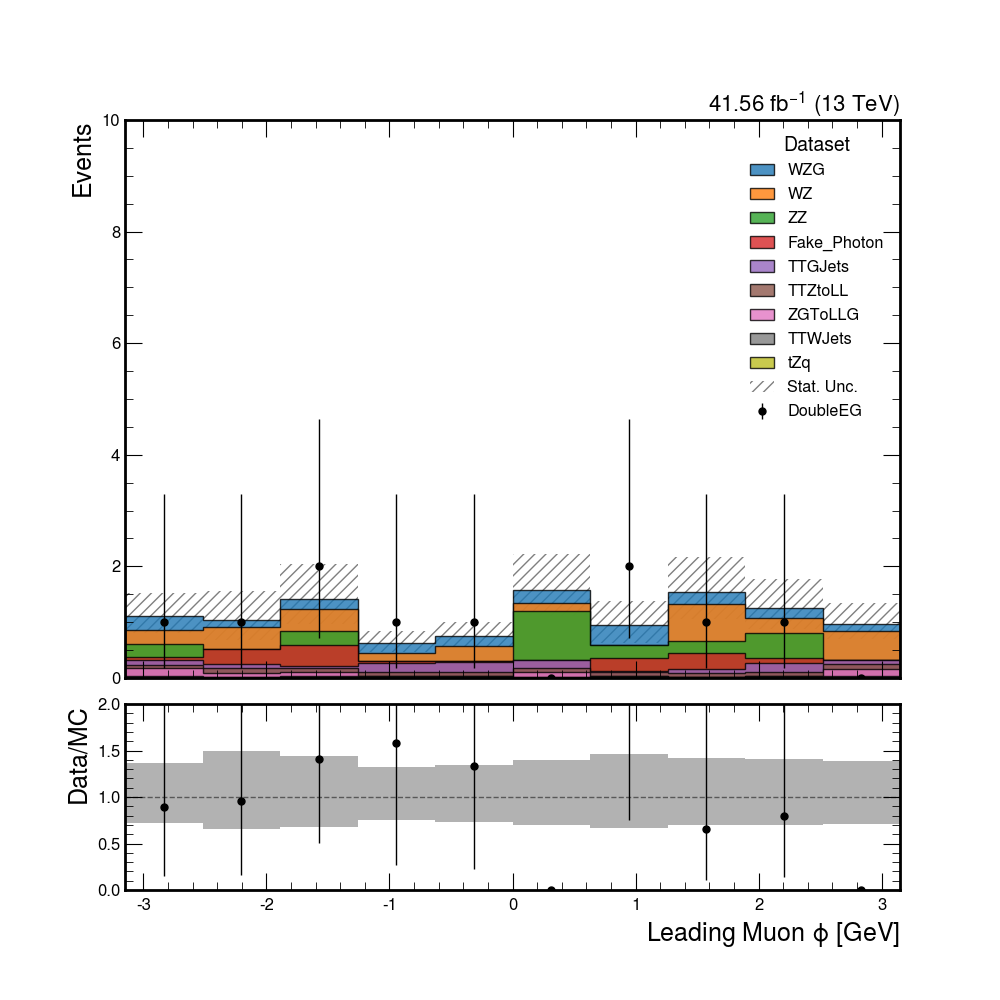 41.56 fb⁻¹ (13 TeV)
Events
10
8
6
4
2
0
Dataset
WZG
WZ
ZZ
Fake_Photon
TTGJets
TTZtoLL
ZGToLLG
TTWJets
tZq
Stat. Unc.
DoubleEG
Data/MC
2.0
1.5
1.0
0.5
0.0
-3 -2 -1 0 1 2 3
Leading Muon ϕ [GeV]